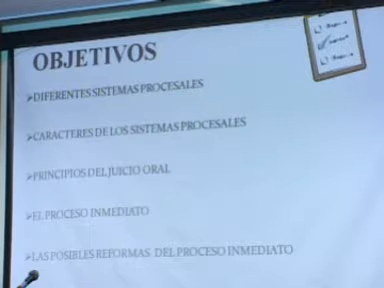 OBJETIVOS
➢DIFERENTES SISTEMAS PROCESALES
➢CARACTERES DE LOS SISTEMAS PROCESALES
➢PRINCIPIOS DEL JUICIO ORAL
➢EL PROCESO INMEDIATO
➢LAS POSIBLES REFORMAS DEL PROCESO INMEDIATO